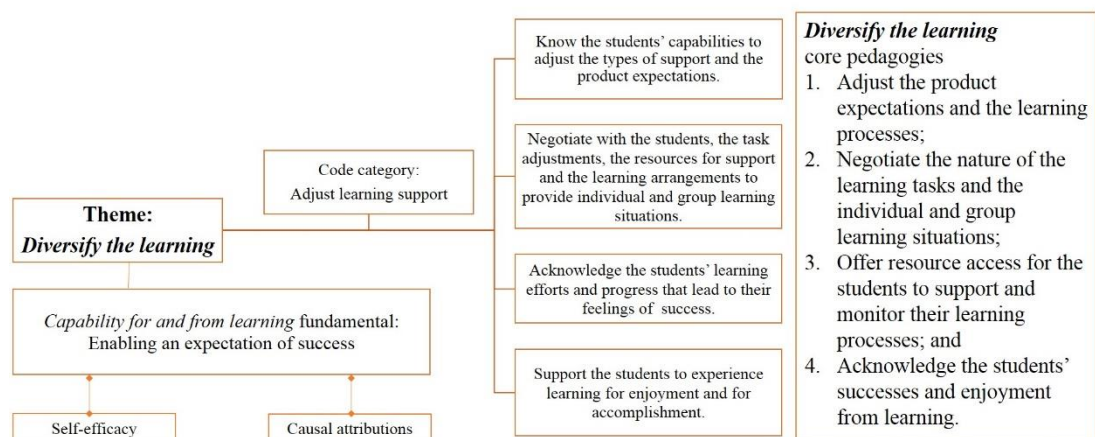 Theme:
Diversify the learning
Code category:
Adjust learning support
Capability for and from learning fundamental:
Enabling an expectation of success
Self-efficacy
Causal attributions
Know the students’ capabilities to
adjust the types of support and the
product expectations.
Negotiate with the students, the task
adjustments, the resources for support
and the learning arrangements to
provide individual and group learning
situations.
Acknowledge the students’ learning
efforts and progress that lead to their
feelings of success.
Support the students to experience
learning for enjoyment and for
accomplishment.
Diversify the learning
core pedagogies
1. Adjust the product
expectations and the learning
processes;
2. Negotiate the nature of the
learning tasks and the
individual and group
learning situations;
3. Offer resource access for the
students to support and
monitor their learning
processes; and
4. Acknowledge the students’
successes and enjoyment
from learning.